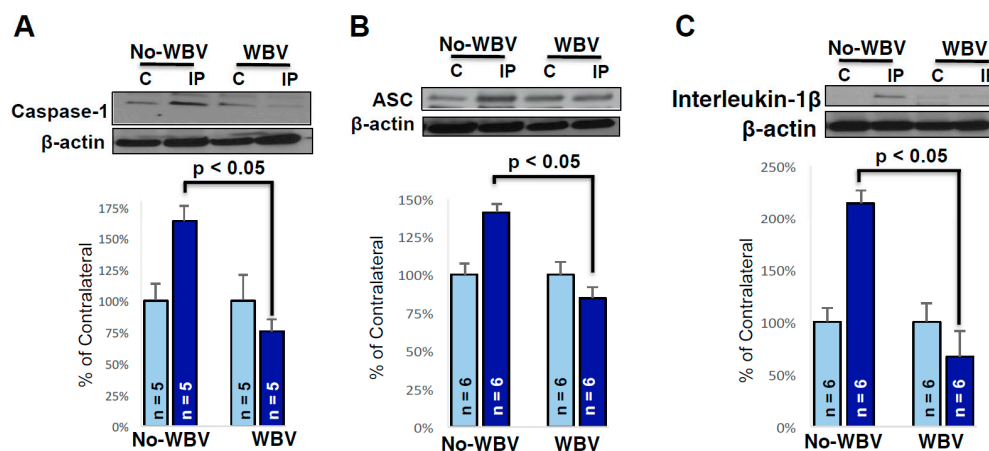 A
No-WBV WBV
C IP C IP
Caspase-1
β-actin
p < 0.05
175%
150%
125%
100%
75%
50%
25%
0%
% of Contralateral
n = 5
n = 5
n = 5
n = 5
No-WBV WBV
B
No-WBV WBV
C IP C IP
ASC
β-actin
p < 0.05
150%
125%
100%
75%
50%
25%
0%
% of Contralateral
n = 6
n = 6
n = 6
n = 6
No-WBV WBV
C
No-WBV WBV
C IP C
Interleukin-1β
β-actin
p < 0.05
250%
200%
150%
100%
50%
0%
% of Contralateral
n = 6
n = 6
n = 6
n = 6
No-WBV WBV